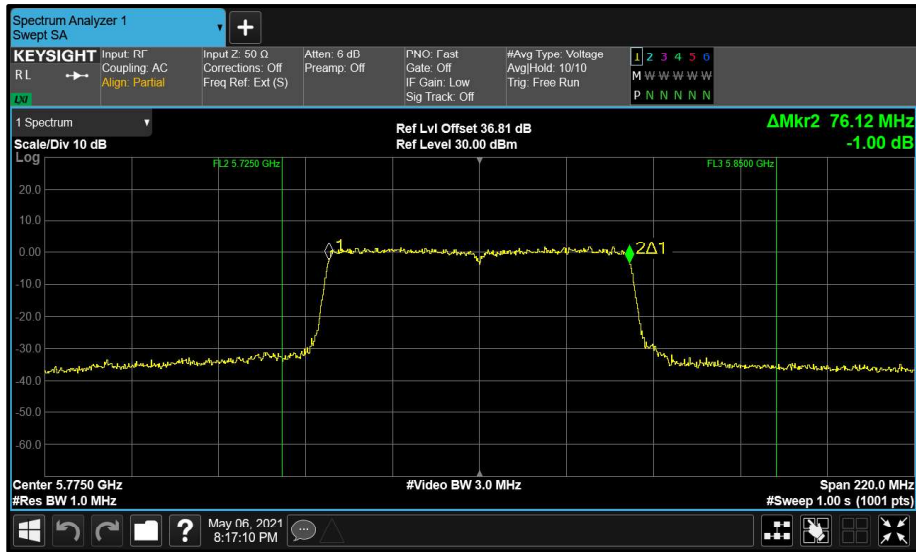 Spectrum Analyzer 1
Swept SA
+
KEYSIGHT
RL
LXI
Input: RF
Coupling: AC
Align: Partial
Input Z: 50 Ω
Corrections: Off
Freq Ref: Ext (S)
Atten: 6 dB
Preamp: Off
PNO: Fast
Gate: Off
IF Gain: Low
Sig Track: Off
#Avg Type: Voltage
Avg|Hold: 10/10
Trig: Free Run
1 2 3 4 5 6
M W W W W W
P N N N N N
1 Spectrum
Scale/Div 10 dB
Ref Lvl Offset 36.81 dB
Ref Level 30.00 dBm
ΔMkr2 76.12 MHz
-1.00 dB
Log
FL2 5.7250 GHz
FL3 5.8500 GHz
20.0
10.0
0.00
1
2Δ1
-10.0
-20.0
-30.0
-40.0
-50.0
-60.0
Center 5.7750 GHz
#Video BW 3.0 MHz
Span 220.0 MHz
#Res BW 1.0 MHz
#Sweep 1.00 s (1001 pts)
?
May 06, 2021
8:17:10 PM